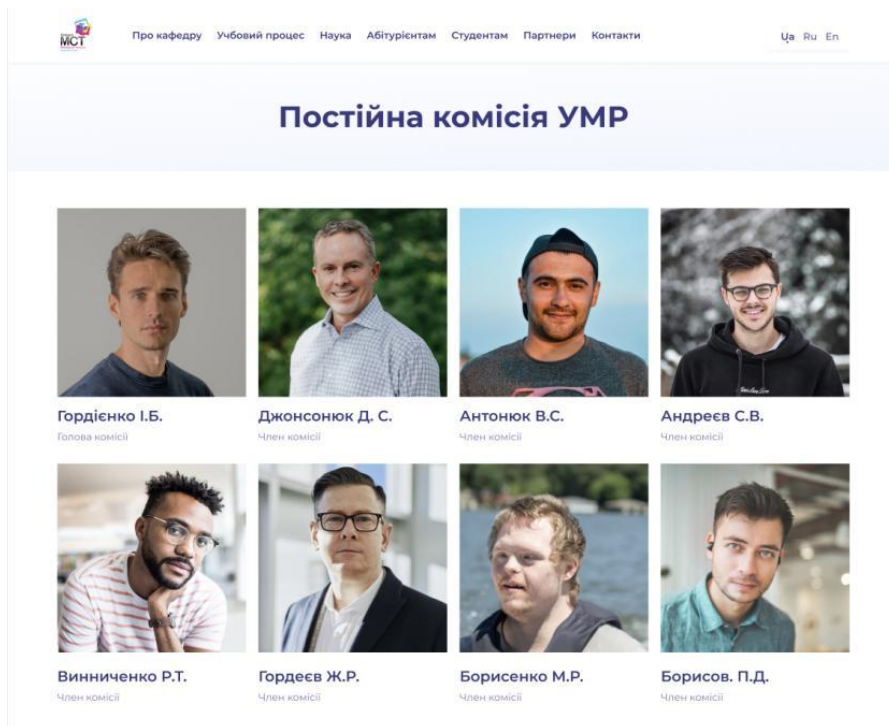 МСТ
Про кафедру Учбовий процес Наука Абітурієнтам Студентам Партнери Контакти Ua Ru En
Постійна комісія УМР
Гордієнко І.Б. Джонсонюк Д. С. Антонюк В.С. Андреєв С.В.
Голова комісії Член комісії Член комісії Член комісії
Винниченко Р.Т. Гордеєв Ж.Р. Борисенко М.Р. Борисов. П.Д.
Член комісії Член комісії Член комісії Член комісії